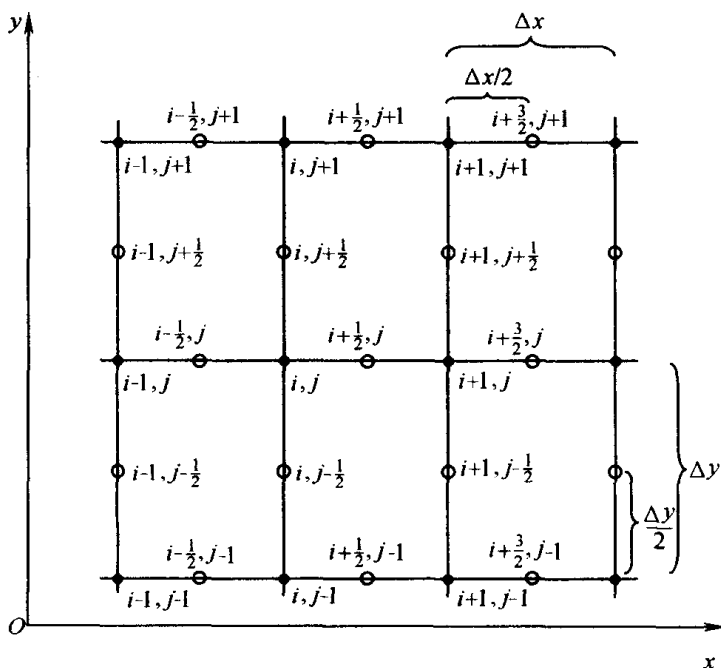 y
Δx
Δx/2
i-1/2, j+1
i+1/2, j+1
i+3/2, j+1
i-1, j+1
i, j+1
i+1, j+1
i-1, j+1/2
i, j+1/2
i+1, j+1/2
i-1/2, j
i+1/2, j
i+3/2, j
i-1, j
i, j
i+1, j
i-1, j-1/2
i, j-1/2
i+1, j-1/2
Δy
Δy/2
i-1/2, j-1
i+1/2, j-1
i+3/2, j-1
i-1, j-1
i, j-1
i+1, j-1
O
x